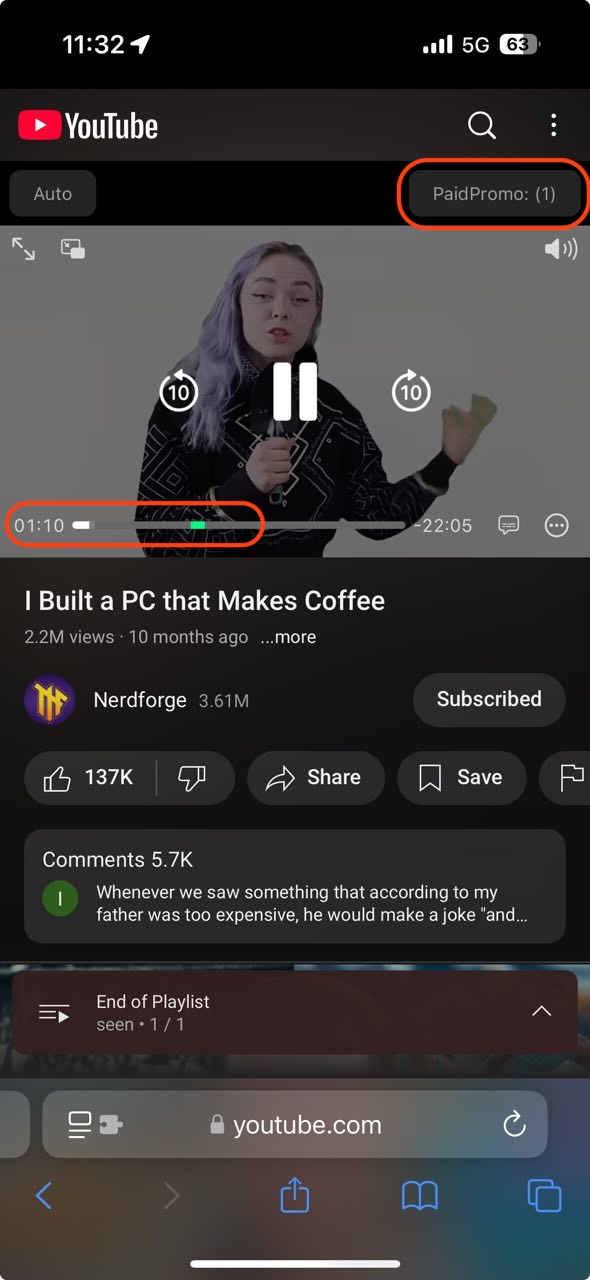 11:32
5G
63
YouTube
Auto
PaidPromo: (1)
10
10
01:10
-22:05
I Built a PC that Makes Coffee
2.2M views · 10 months ago ...more
Nerdforge 3.61M
Subscribed
137K
Share
Save
Comments 5.7K
I
Whenever we saw something that according to my
father was too expensive, he would make a joke "and...
End of Playlist
seen • 1 / 1
youtube.com